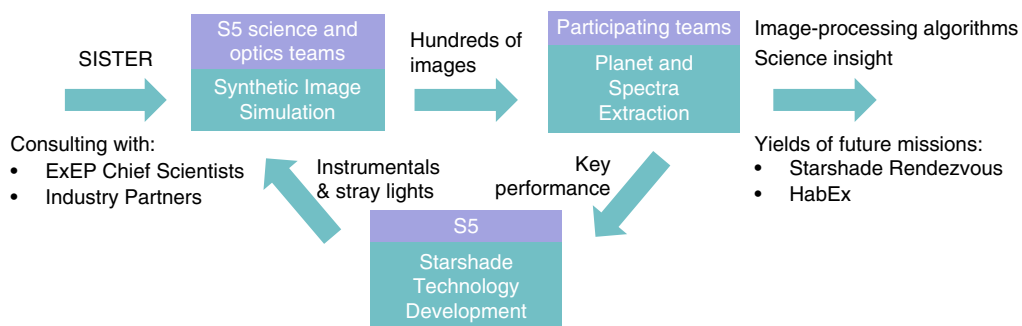 SISTER
Consulting with:
• ExEP Chief Scientists
• Industry Partners
S5 science and
optics teams
Synthetic Image
Simulation
Hundreds of
images
Participating teams
Planet and
Spectra
Extraction
Image-processing algorithms
Science insight
Yields of future missions:
• Starshade Rendezvous
• HabEx
Instrumentals
& stray lights
Key
performance
S5
Starshade
Technology
Development